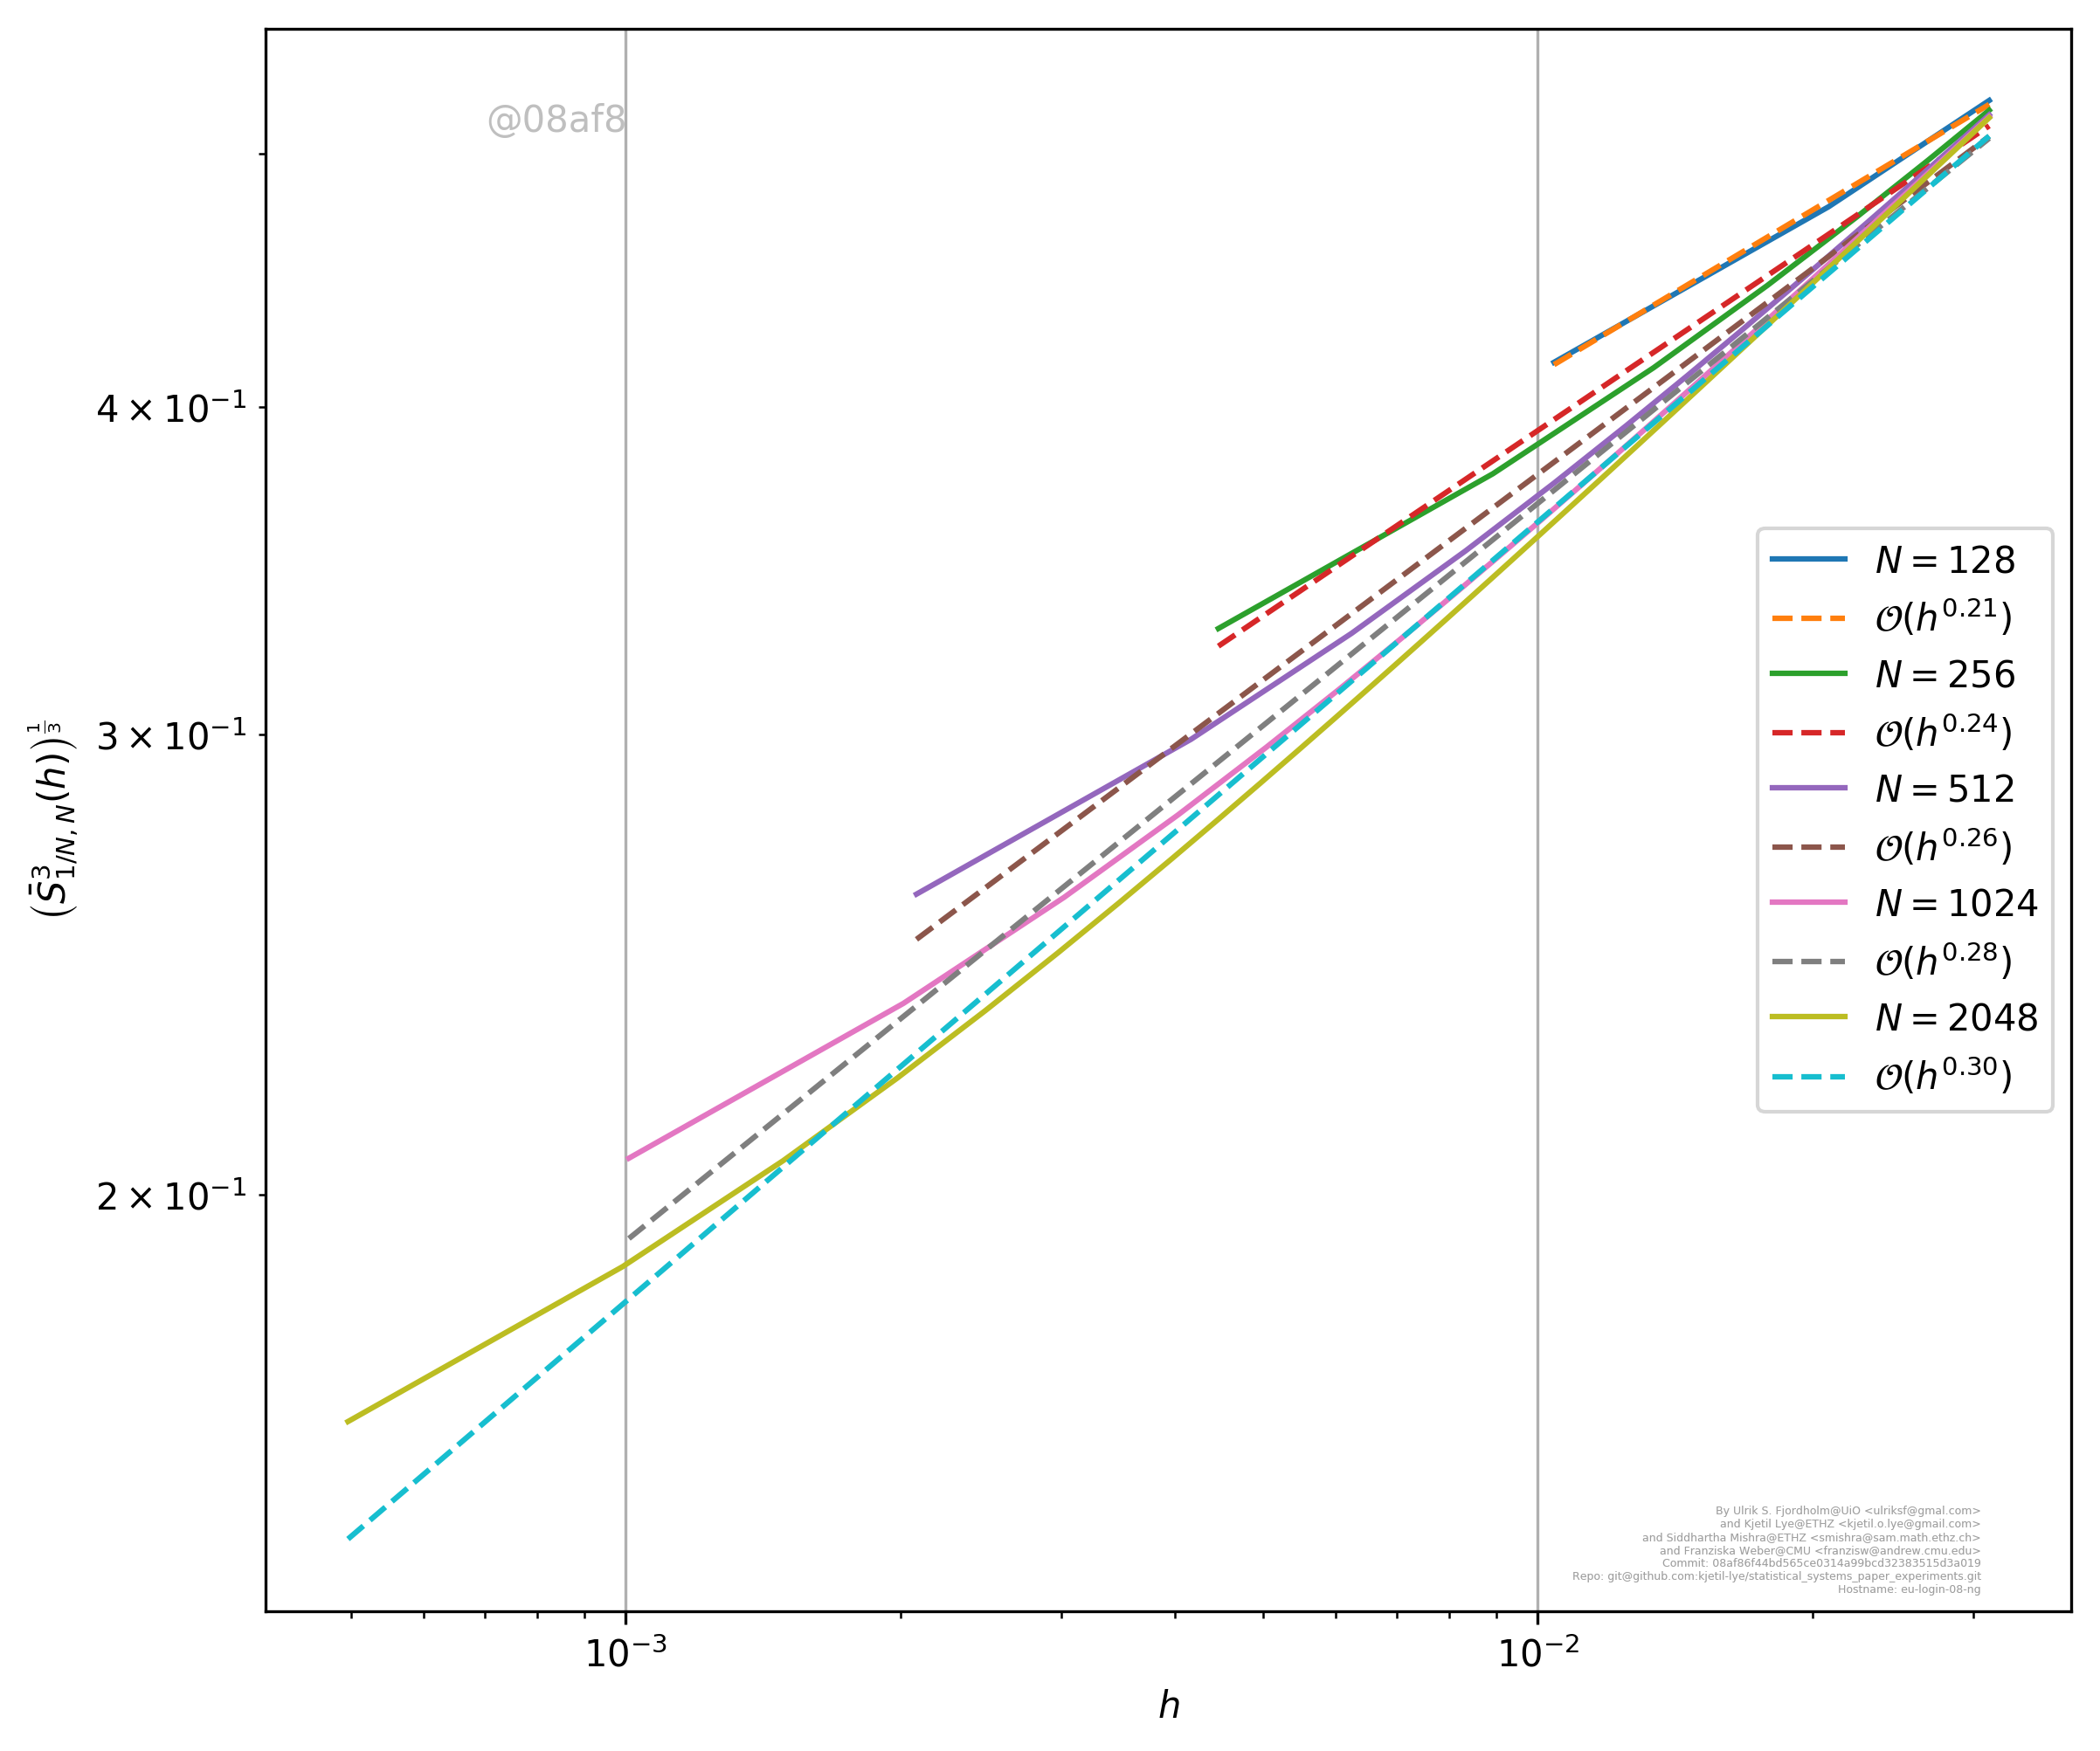 @08af8
4 × 10⁻¹
3 × 10⁻¹
2 × 10⁻¹
(S̄³₁/N, N(h))^(1/3)
N = 128
𝒪(h^0.21)
N = 256
𝒪(h^0.24)
N = 512
𝒪(h^0.26)
N = 1024
𝒪(h^0.28)
N = 2048
𝒪(h^0.30)
By Ulrik S. Fjordholm@UiO <ulriksf@gmal.com>
and Kjetil Lye@ETHZ <kjetil.o.lye@gmail.com>
and Siddhartha Mishra@ETHZ <smishra@sam.math.ethz.ch>
and Franziska Weber@CMU <franzisw@andrew.cmu.edu>
Commit: 08af86f44bd565ce0314a99bcd32383515d3a019
Repo: git@github.com:kjetil-lye/statistical_systems_paper_experiments.git
Hostname: eu-login-08-ng
10⁻³
10⁻²
h